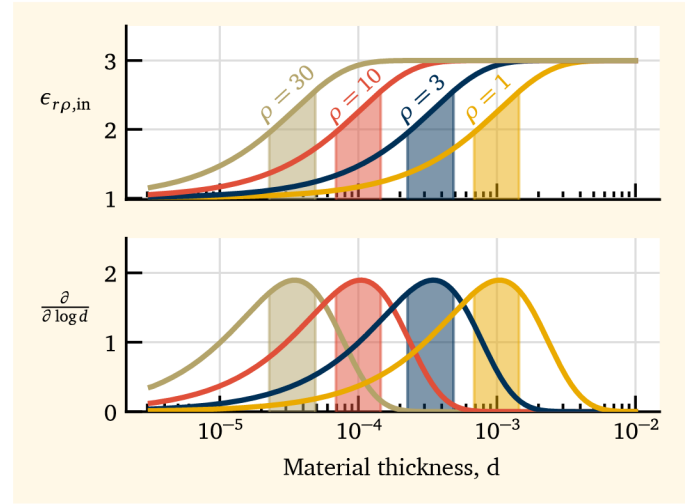 3
2
1
ϵ_{rρ,in}
ρ = 30
ρ = 10
ρ = 3
ρ = 1
2
1
0
∂/∂ log d
10⁻⁵ 10⁻⁴ 10⁻³ 10⁻²
Material thickness, d